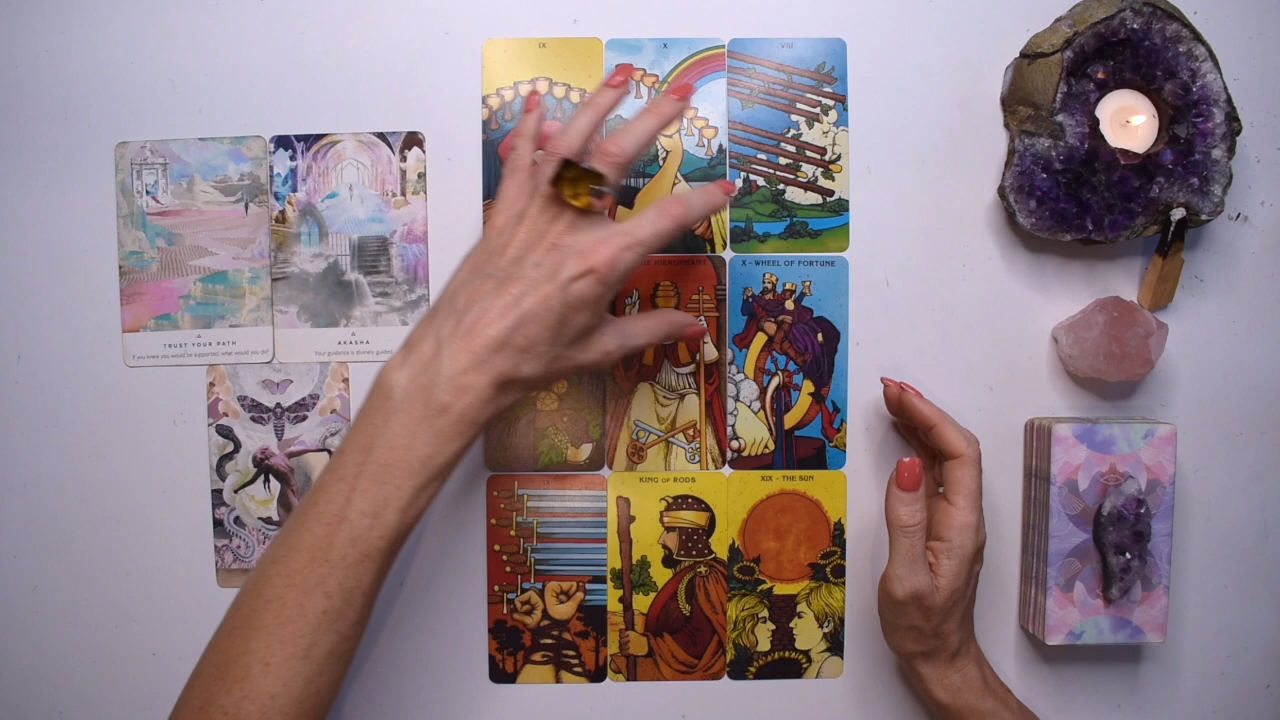 IX
X
VIII
TRUST YOUR PATH
If you knew you would be supported, what would you do?
AKASHA
Your guidance is divinely guided.
HIEROPHANT
X - WHEEL OF FORTUNE
KING OF RODS
XIX - THE SUN